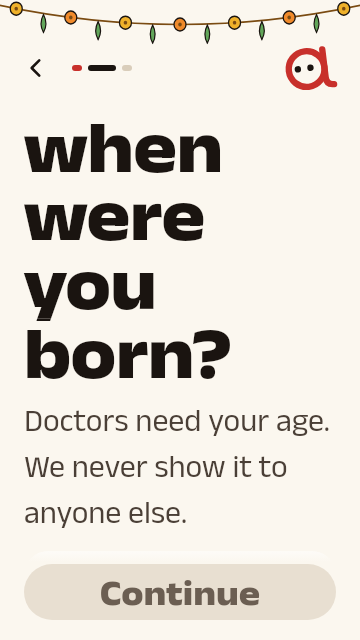 when
were
you
born?
Doctors need your age.
We never show it to
anyone else.
Continue